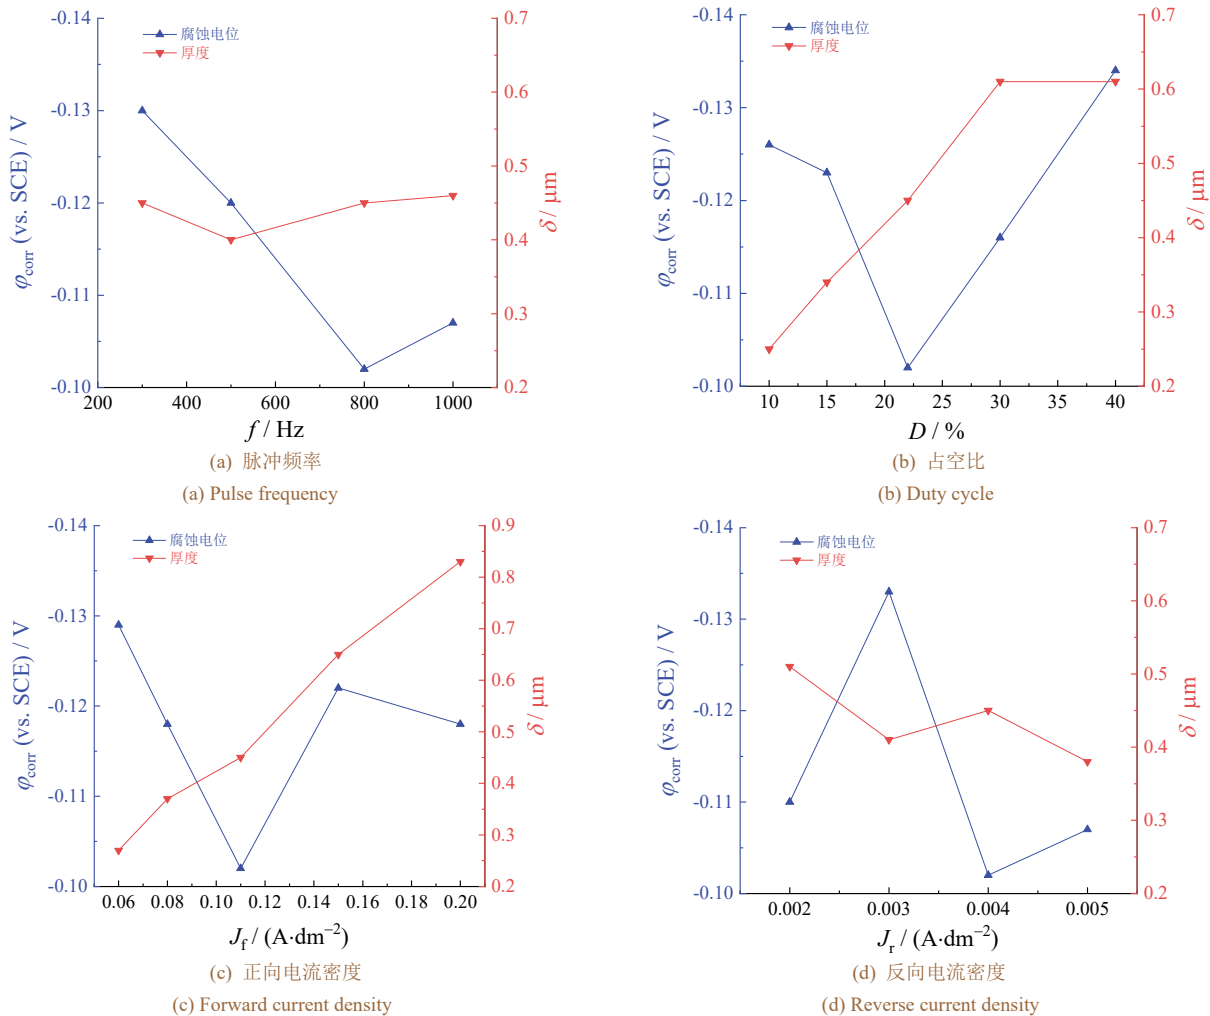 -0.14
-0.13
-0.12
-0.11
-0.10
φcorr (vs. SCE) / V
腐蚀电位
厚度
0.7
0.6
0.5
0.4
0.3
0.2
δ / μm
200 400 600 800 1000
f / Hz
(a) 脉冲频率
(a) Pulse frequency
-0.14
-0.13
-0.12
-0.11
-0.10
φcorr (vs. SCE) / V
腐蚀电位
厚度
0.7
0.6
0.5
0.4
0.3
0.2
δ / μm
10 15 20 25 30 35 40
D / %
(b) 占空比
(b) Duty cycle
-0.14
-0.13
-0.12
-0.11
-0.10
φcorr (vs. SCE) / V
腐蚀电位
厚度
0.9
0.8
0.7
0.6
0.5
0.4
0.3
0.2
δ / μm
0.06 0.08 0.10 0.12 0.14 0.16 0.18 0.20
Jf / (A·dm⁻²)
(c) 正向电流密度
(c) Forward current density
-0.14
-0.13
-0.12
-0.11
-0.10
φcorr (vs. SCE) / V
腐蚀电位
厚度
0.7
0.6
0.5
0.4
0.3
0.2
δ / μm
0.002 0.003 0.004 0.005
Jr / (A·dm⁻²)
(d) 反向电流密度
(d) Reverse current density